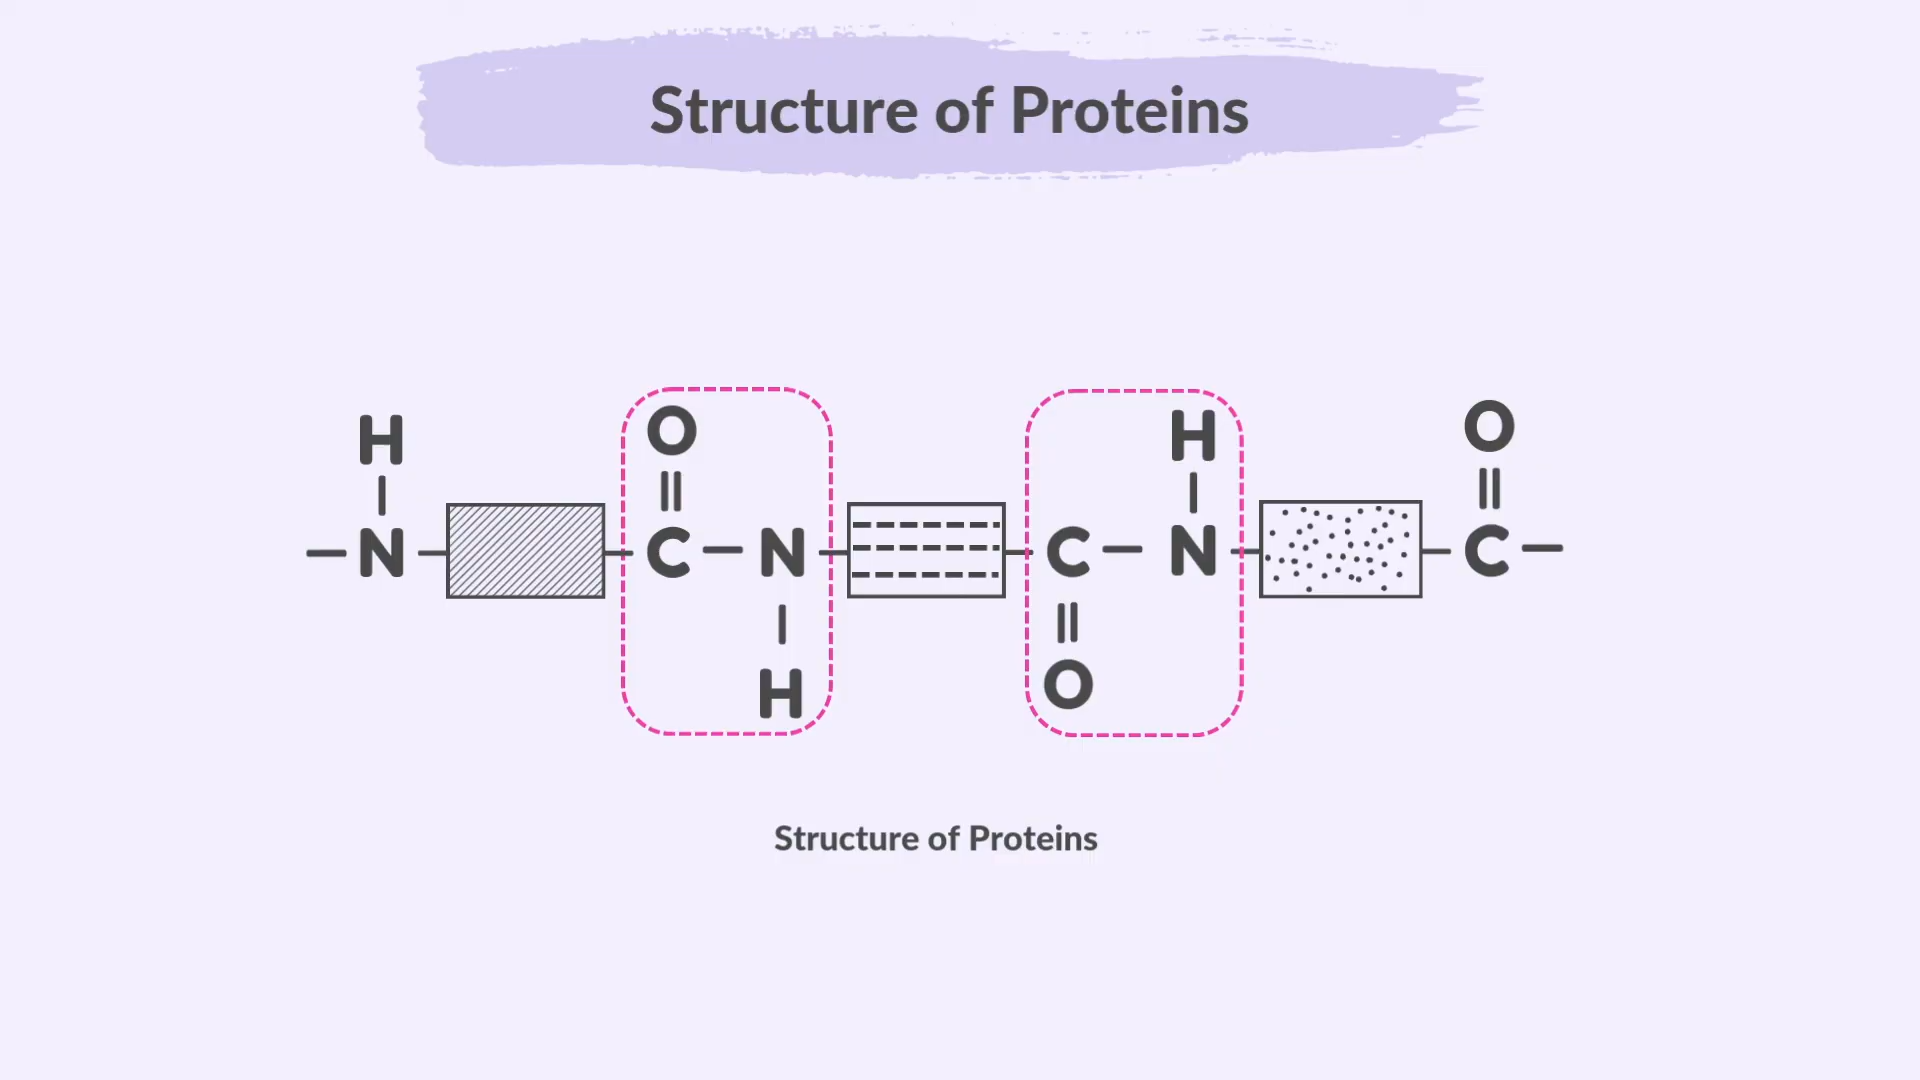 Structure of Proteins
H O H O
N C N C N C
H O
Structure of Proteins